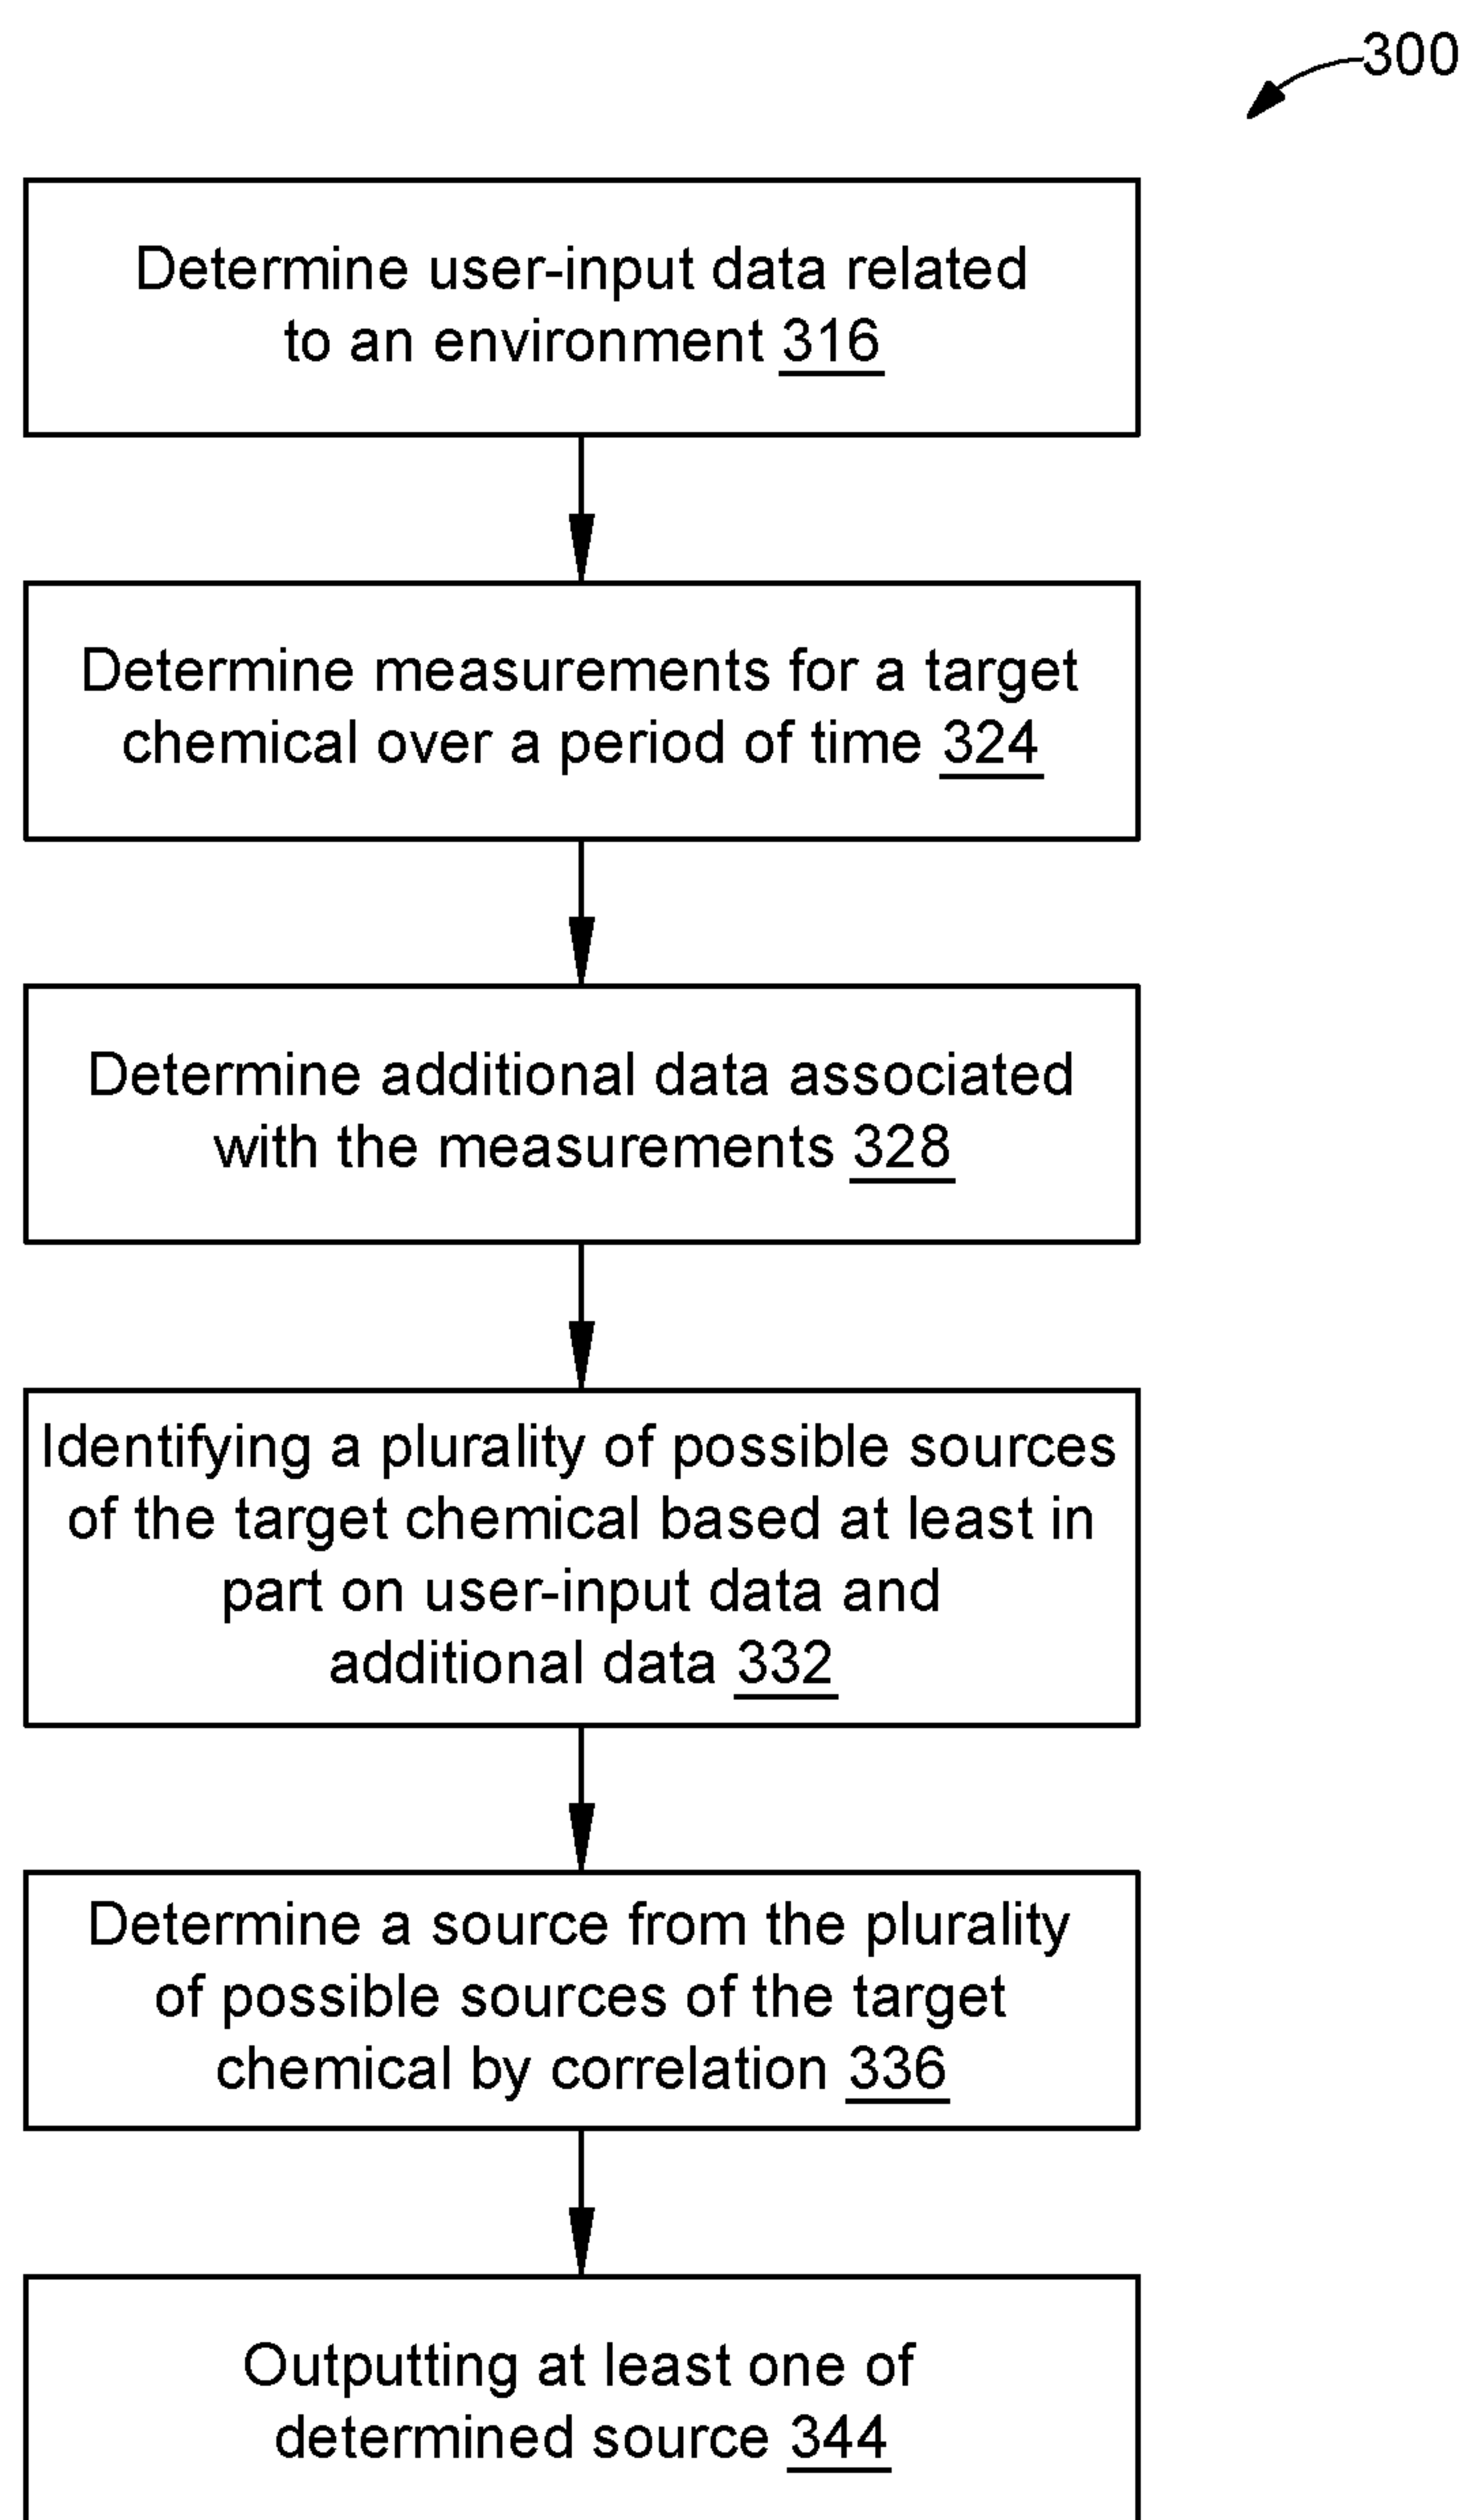 300
Determine user-input data related
to an environment 316
Determine measurements for a target
chemical over a period of time 324
Determine additional data associated
with the measurements 328
Identifying a plurality of possible sources
of the target chemical based at least in
part on user-input data and
additional data 332
Determine a source from the plurality
of possible sources of the target
chemical by correlation 336
Outputting at least one of
determined source 344